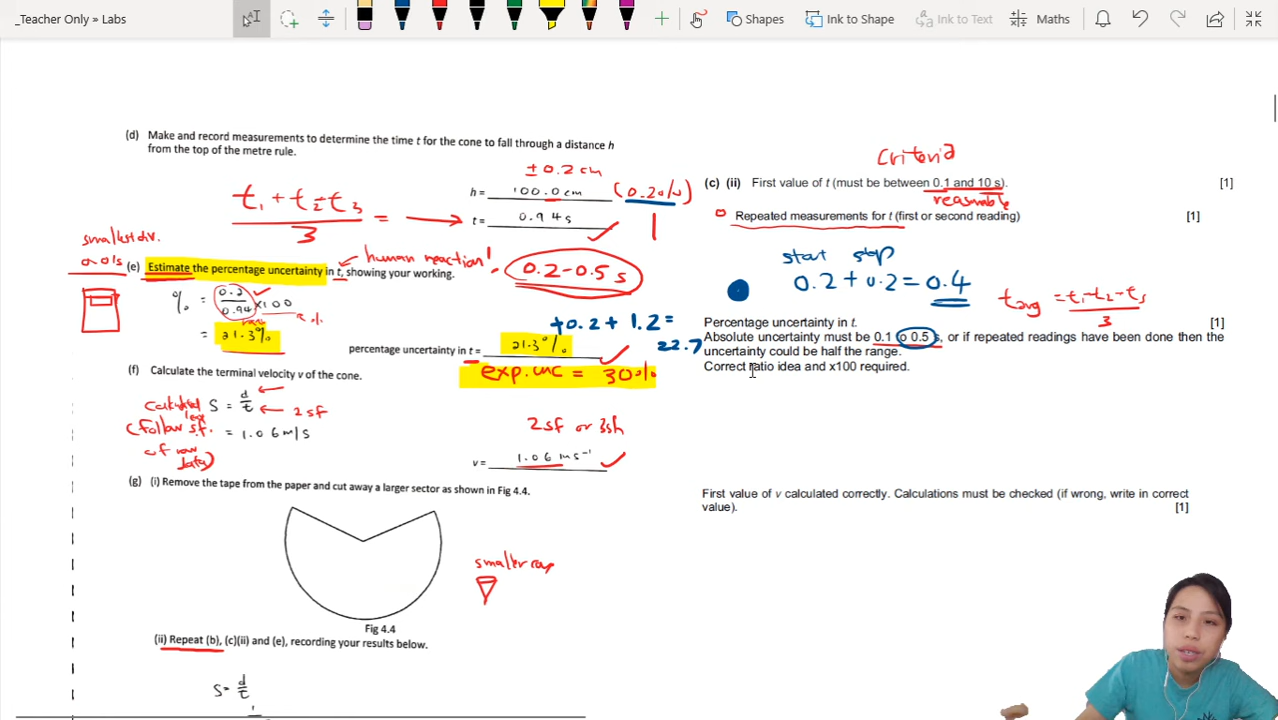 _Teacher Only » Labs
Shapes
Ink to Shape
Ink to Text
Maths
(d) Make and record measurements to determine the time t for the cone to fall through a distance h
from the top of the metre rule.
±0.2 cm
h = 100.0 cm (0.20%)
t = 0.94s
t₁ + t₂ + t₃
3
=
smallest div.
0.01s
(e) Estimate the percentage uncertainty in t, showing your working.
human reaction!
0.2 - 0.5 s
% = 0.2
0.94 ×100
= 21.3%
%
+0.2 + 1.2 =
22.7
percentage uncertainty in t = 21.3%
exp. unc = 30%
(f) Calculate the terminal velocity v of the cone.
calculated S = d
t
2 sf
(follow s.f.
of raw
data)
= 1.06 m/s
2 sf or 3sf
v = 1.06 ms⁻¹
(g) (i) Remove the tape from the paper and cut away a larger sector as shown in Fig 4.4.
smaller
Fig 4.4
(ii) Repeat (b), (c)(ii) and (e), recording your results below.
S = d
t
criteria
(c) (ii) First value of t (must be between 0.1 and 10 s). [1]
reasonable
Repeated measurements for t (first or second reading) [1]
start stop
0.2 + 0.2 = 0.4
t avg = t₁-t₂-t₃
3
Percentage uncertainty in t. [1]
Absolute uncertainty must be 0.1 to 0.5 s, or if repeated readings have been done then the
uncertainty could be half the range.
Correct ratio idea and x100 required.
First value of v calculated correctly. Calculations must be checked (if wrong, write in correct
value). [1]